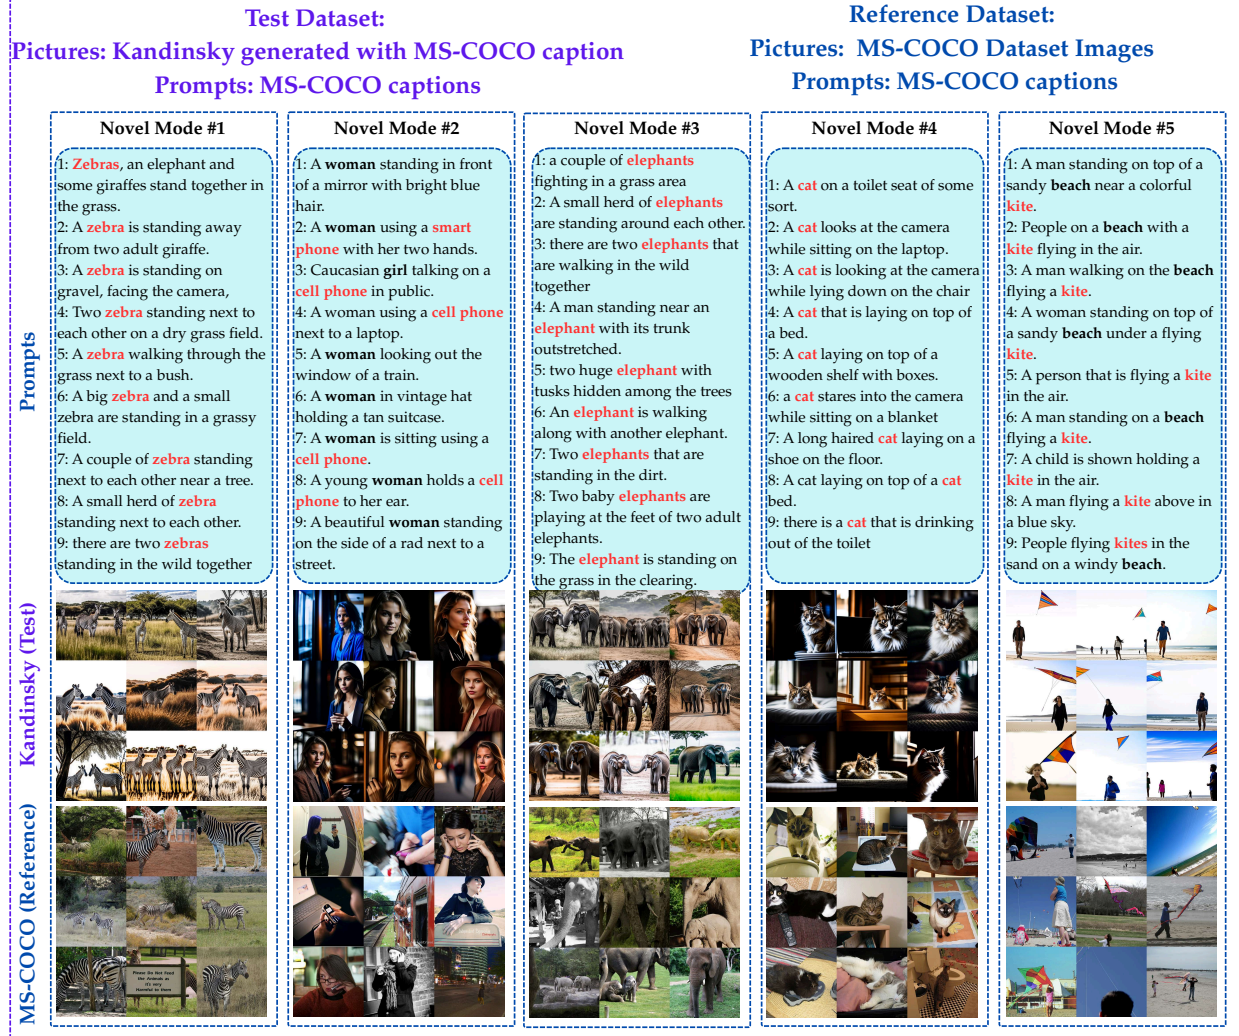 Test Dataset:
Pictures: Kandinsky generated with MS-COCO caption
Prompts: MS-COCO captions
Reference Dataset:
Pictures: MS-COCO Dataset Images
Prompts: MS-COCO captions
Prompts
Kandinsky (Test)
MS-COCO (Reference)
Novel Mode #1
1: Zebras, an elephant and
some giraffes stand together in
the grass.
2: A zebra is standing away
from two adult giraffe.
3: A zebra is standing on
gravel, facing the camera,
4: Two zebra standing next to
each other on a dry grass field.
5: A zebra walking through the
grass next to a bush.
6: A big zebra and a small
zebra are standing in a grassy
field.
7: A couple of zebra standing
next to each other near a tree.
8: A small herd of zebra
standing next to each other.
9: there are two zebras
standing in the wild together
Novel Mode #2
1: A woman standing in front
of a mirror with bright blue
hair.
2: A woman using a smart
phone with her two hands.
3: Caucasian girl talking on a
cell phone in public.
4: A woman using a cell phone
next to a laptop.
5: A woman looking out the
window of a train.
6: A woman in vintage hat
holding a tan suitcase.
7: A woman is sitting using a
cell phone.
8: A young woman holds a cell
phone to her ear.
9: A beautiful woman standing
on the side of a rad next to a
street.
Novel Mode #3
1: a couple of elephants
fighting in a grass area
2: A small herd of elephants
are standing around each other.
3: there are two elephants that
are walking in the wild
together
4: A man standing near an
elephant with its trunk
outstretched.
5: two huge elephant with
tusks hidden among the trees
6: An elephant is walking
along with another elephant.
7: Two elephants that are
standing in the dirt.
8: Two baby elephants are
playing at the feet of two adult
elephants.
9: The elephant is standing on
the grass in the clearing.
Novel Mode #4
1: A cat on a toilet seat of some
sort.
2: A cat looks at the camera
while sitting on the laptop.
3: A cat is looking at the camera
while lying down on the chair
4: A cat that is laying on top of
a bed.
5: A cat laying on top of a
wooden shelf with boxes.
6: a cat stares into the camera
while sitting on a blanket
7: A long haired cat laying on a
shoe on the floor.
8: A cat laying on top of a cat
bed.
9: there is a cat that is drinking
out of the toilet
Novel Mode #5
1: A man standing on top of a
sandy beach near a colorful
kite.
2: People on a beach with a
kite flying in the air.
3: A man walking on the beach
flying a kite.
4: A woman standing on top of
a sandy beach under a flying
kite.
5: A person that is flying a kite
in the air.
6: A man standing on a beach
flying a kite.
7: A child is shown holding a
kite in the air.
8: A man flying a kite above in
a blue sky.
9: People flying kites in the
sand on a windy beach.
Please Do Not Feed
the Animals as
it's very
Harmful to them